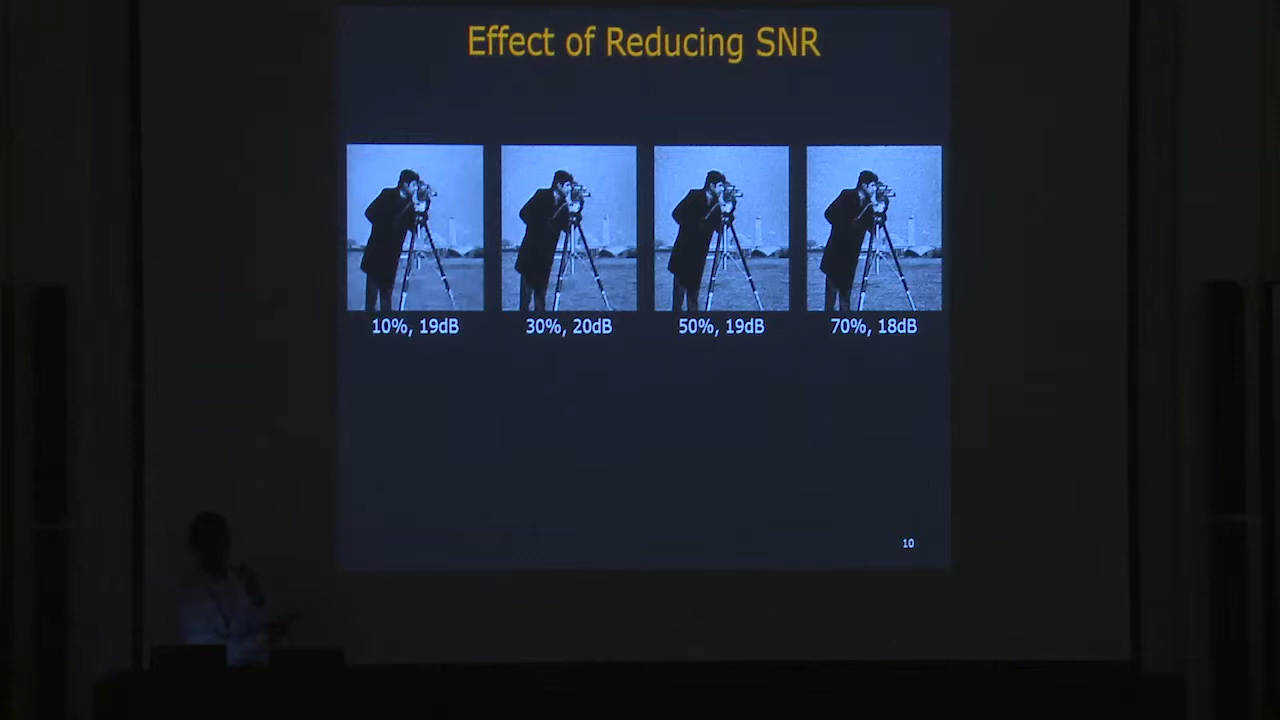 Effect of Reducing SNR
10%, 19dB
30%, 20dB
50%, 19dB
70%, 18dB
10